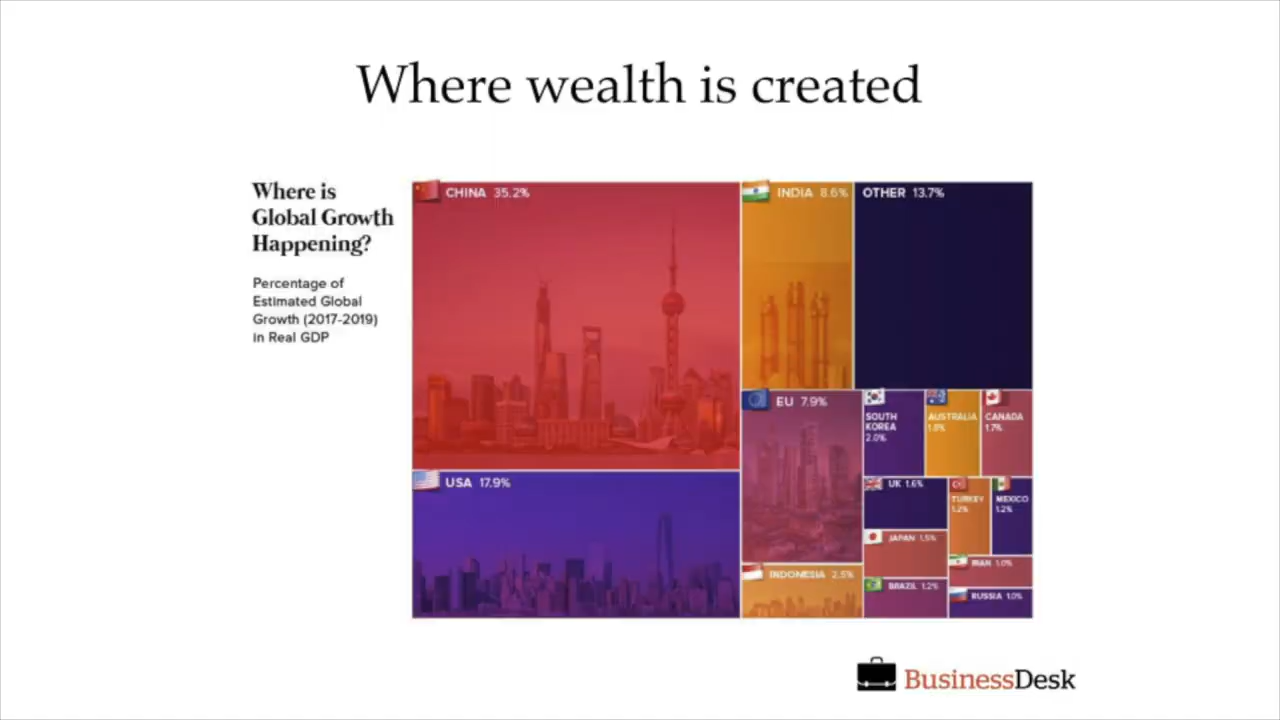 Where wealth is created
Where is
Global Growth
Happening?
Percentage of
Estimated Global
Growth (2017-2019)
in Real GDP
CHINA 35.2%
INDIA 8.6%
OTHER 13.7%
USA 17.9%
EU 7.9%
INDONESIA 2.5%
SOUTH
KOREA
2.0%
AUSTRALIA
1.8%
CANADA
1.7%
UK 1.6%
JAPAN 1.5%
BRAZIL 1.2%
TURKEY
1.2%
MEXICO
1.2%
IRAN 1.0%
RUSSIA 1.0%
BusinessDesk